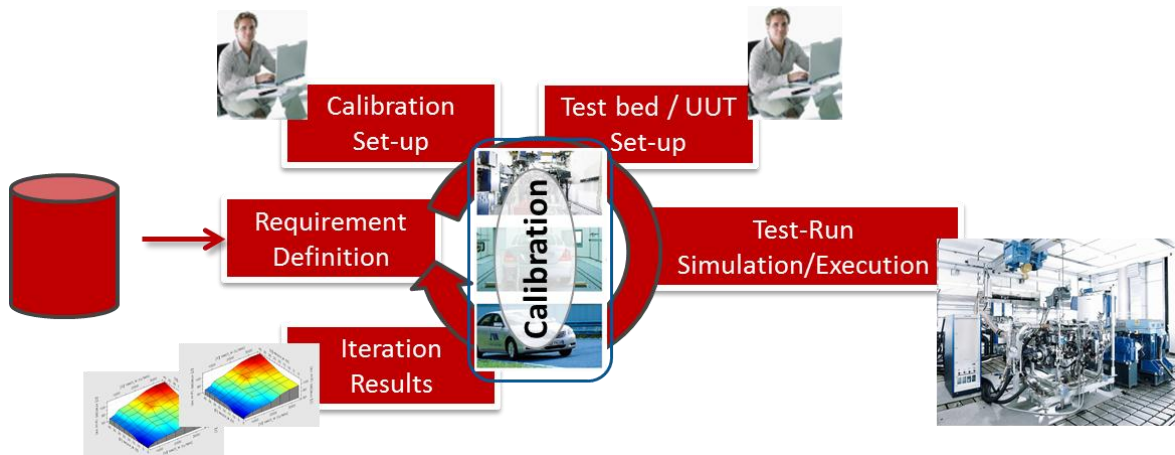 Calibration
Set-up
Test bed / UUT
Set-up
Requirement
Definition
Calibration
Test-Run
Simulation/Execution
Iteration
Results